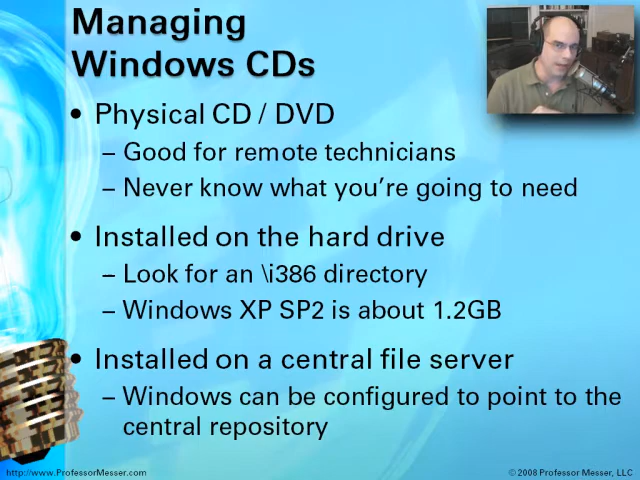 Managing
Windows CDs
• Physical CD / DVD
– Good for remote technicians
– Never know what you're going to need
• Installed on the hard drive
– Look for an \i386 directory
– Windows XP SP2 is about 1.2GB
• Installed on a central file server
– Windows can be configured to point to the
central repository
http://www.ProfessorMesser.com
© 2008 Professor Messer, LLC